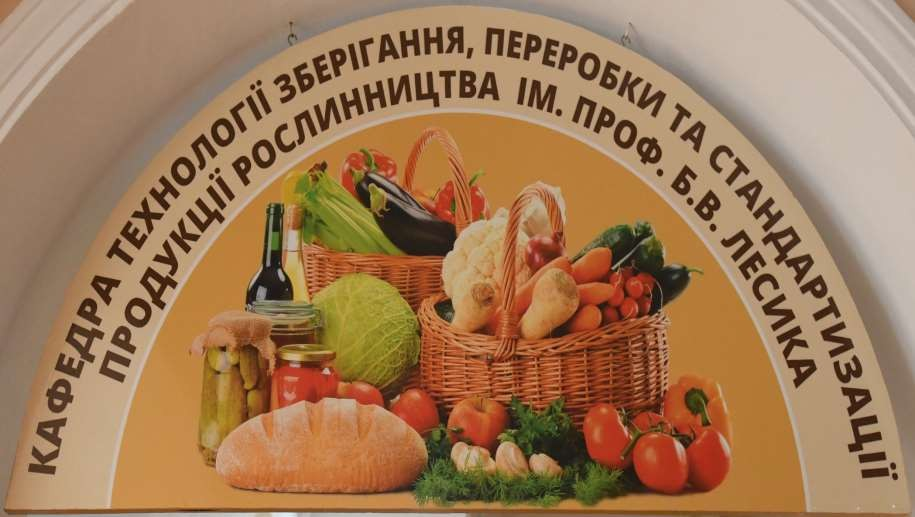 КАФЕДРА ТЕХНОЛОГІЇ ЗБЕРІГАННЯ, ПЕРЕРОБКИ ТА СТАНДАРТИЗАЦІЇ
ПРОДУКЦІЇ РОСЛИННИЦТВА ІМ. ПРОФ. Б.В. ЛЕСИКА